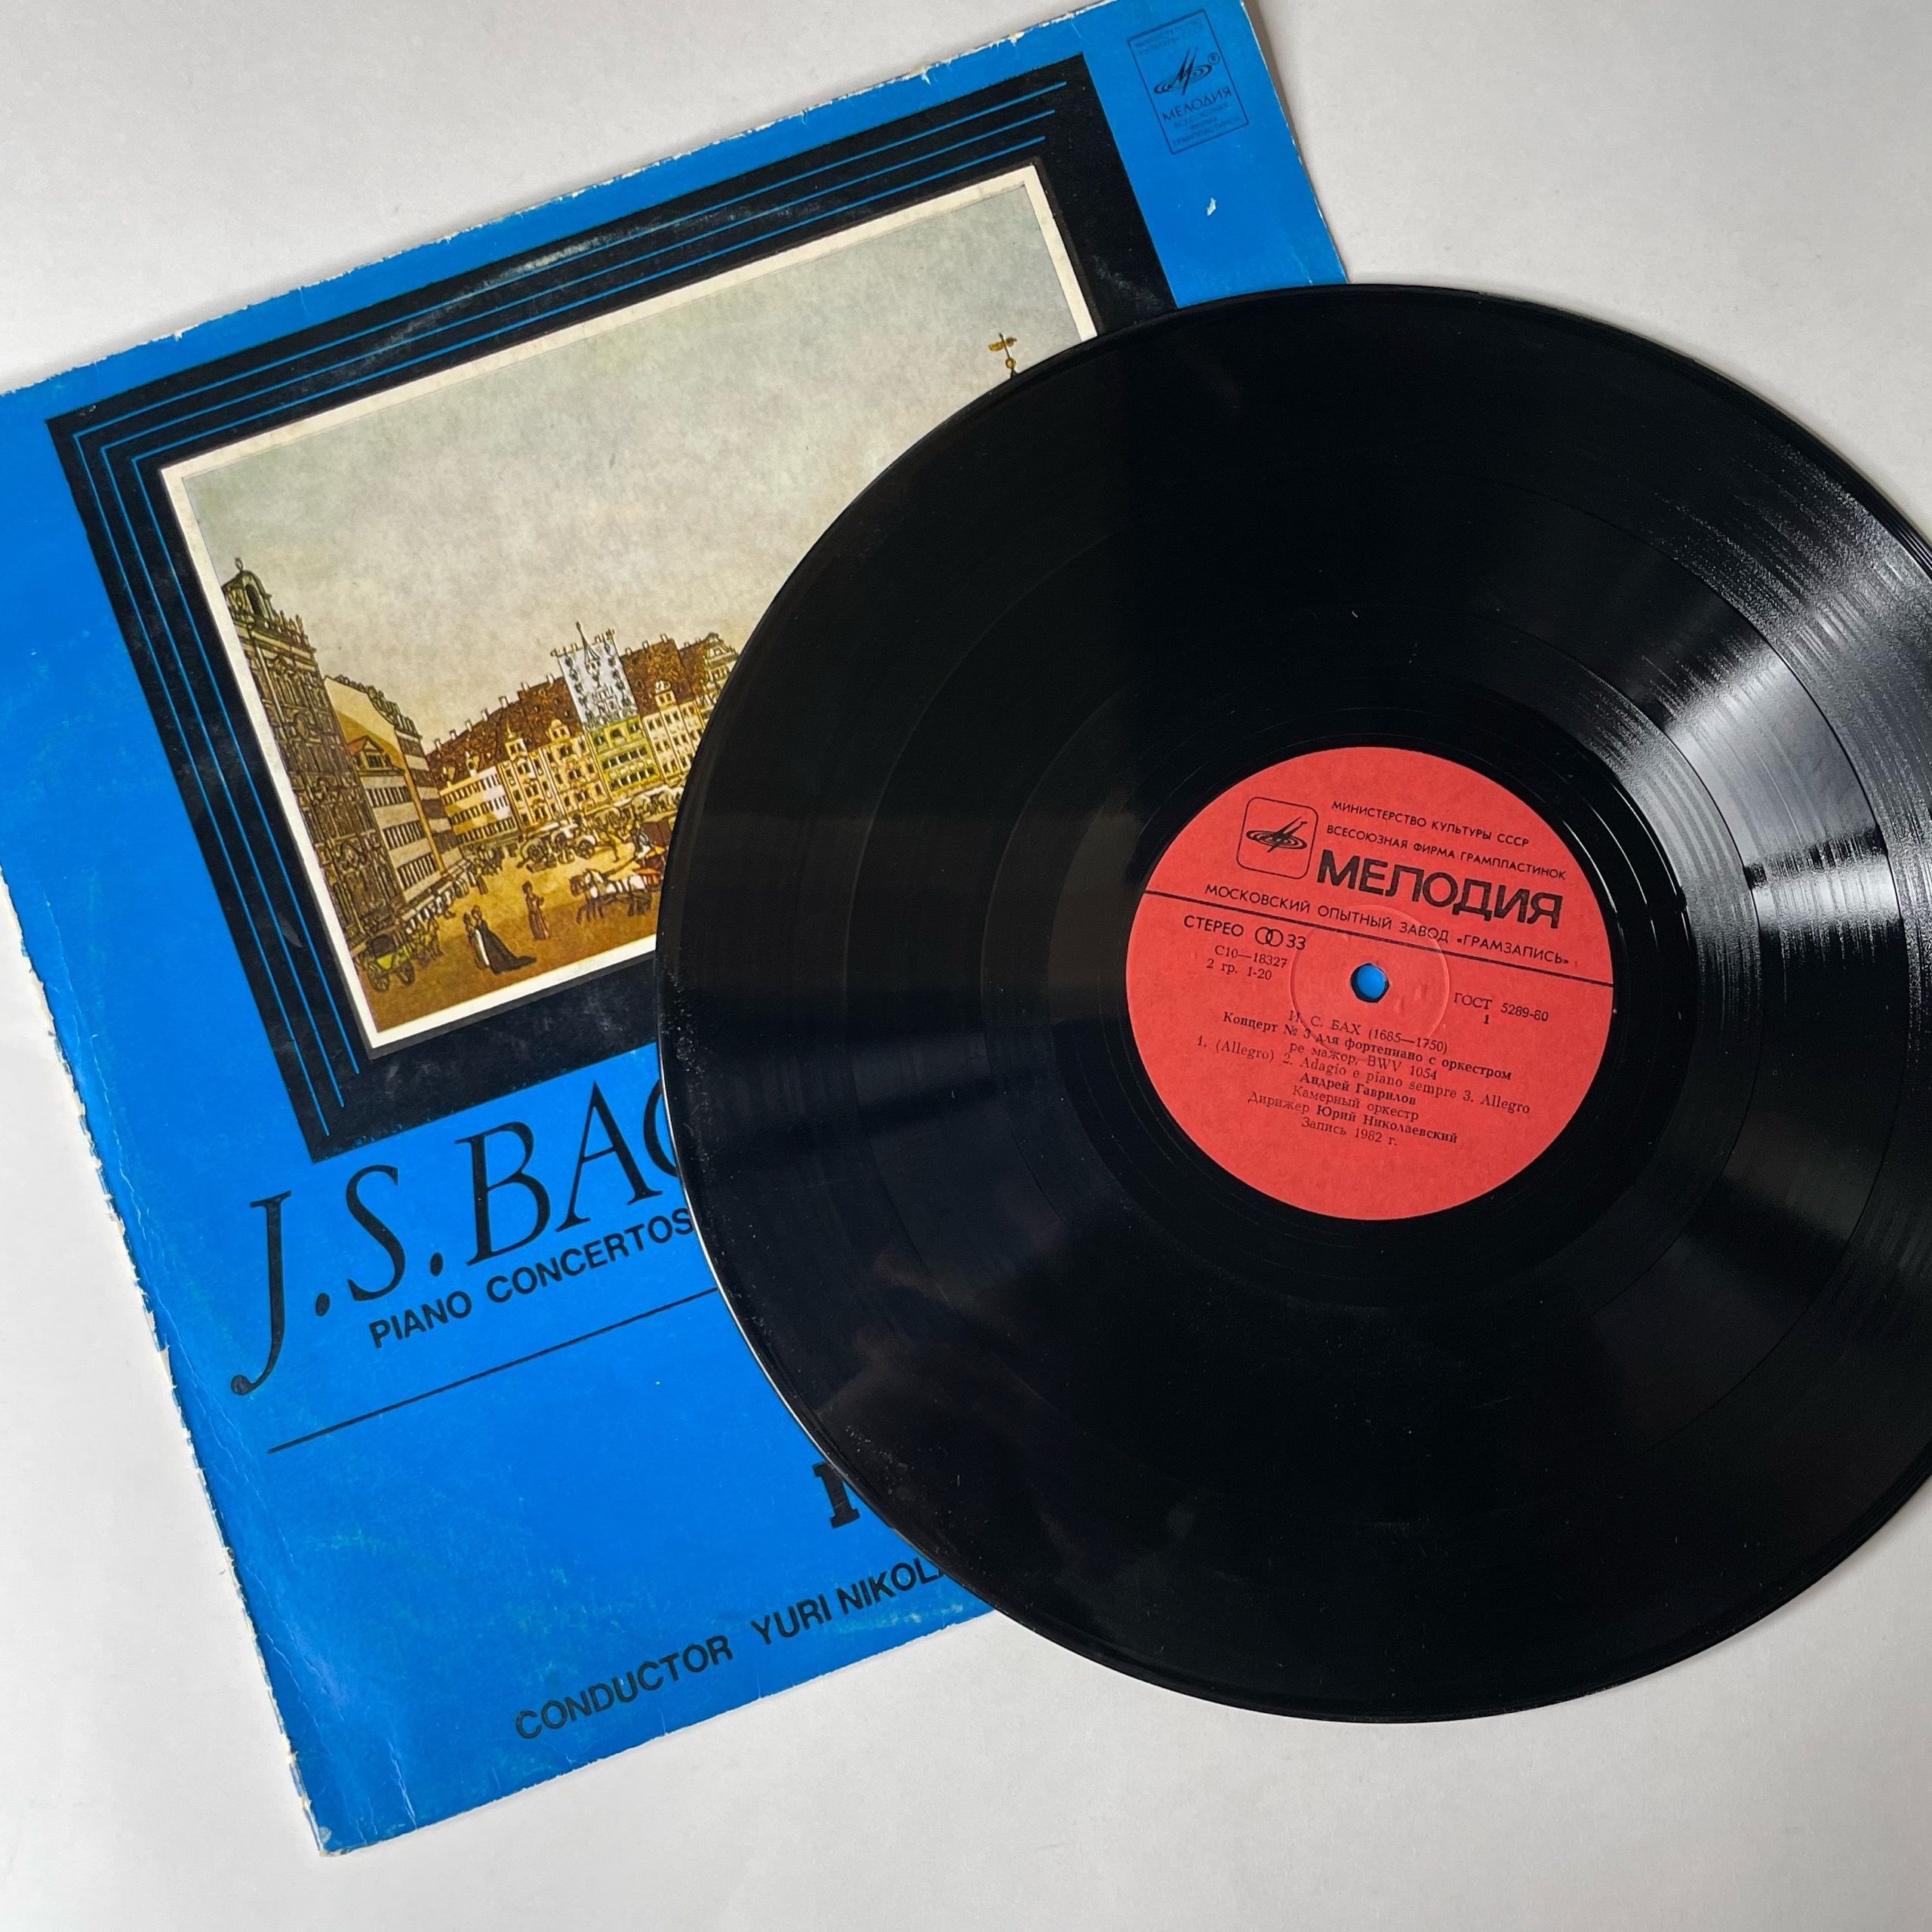 МЕЛОДИЯ
J.S.BAC
PIANO CONCERTOS
CONDUCTOR YURI NIKOL
МИНИСТЕРСТВО КУЛЬТУРЫ СССР
ВСЕСОЮЗНАЯ ФИРМА ГРАМПЛАСТИНОК
МЕЛОДИЯ
МОСКОВСКИЙ ОПЫТНЫЙ ЗАВОД «ГРАМЗАПИСЬ»
СТЕРЕО 33
С10—18327
2 гр. 1-20
ГОСТ 5289-80
1
И. С. БАХ (1685—1750)
Концерт № 3 для фортепиано с оркестром
ре мажор, BWV 1054
1. (Allegro) 2. Adagio e piano sempre 3. Allegro
Андрей Гаврилов
Камерный оркестр
Дирижер Юрий Николаевский
Запись 1982 г.